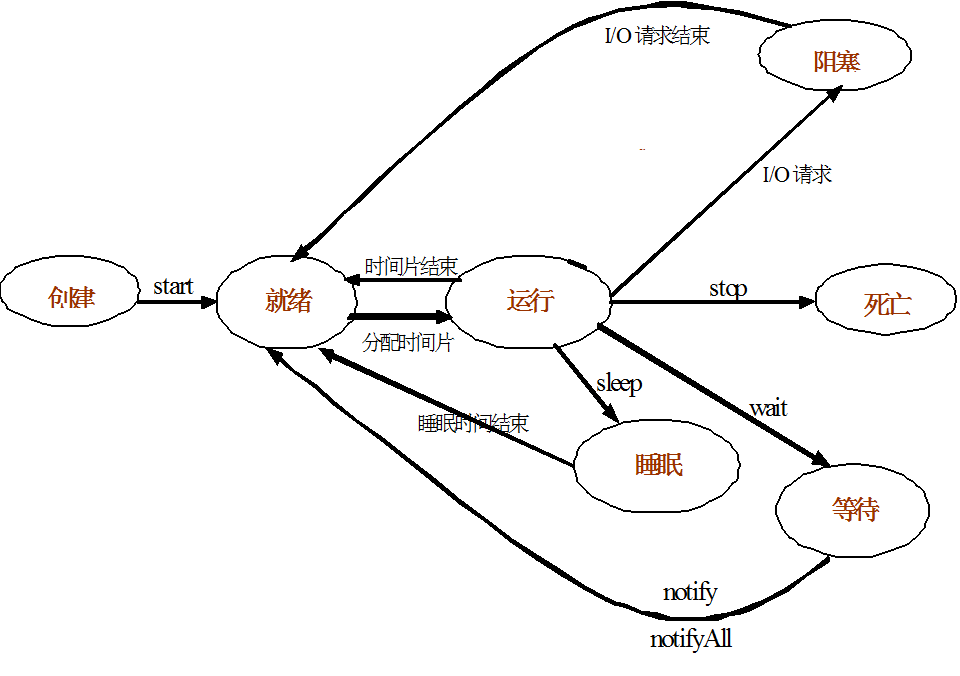 I/O 请求结束
阳塞
I/O 请求
创建
start
就绪
时间片结束
分配时间片
运行
stop
死亡
sleep
wait
睡眠时间结束
睡眠
等待
notify
notifyAll